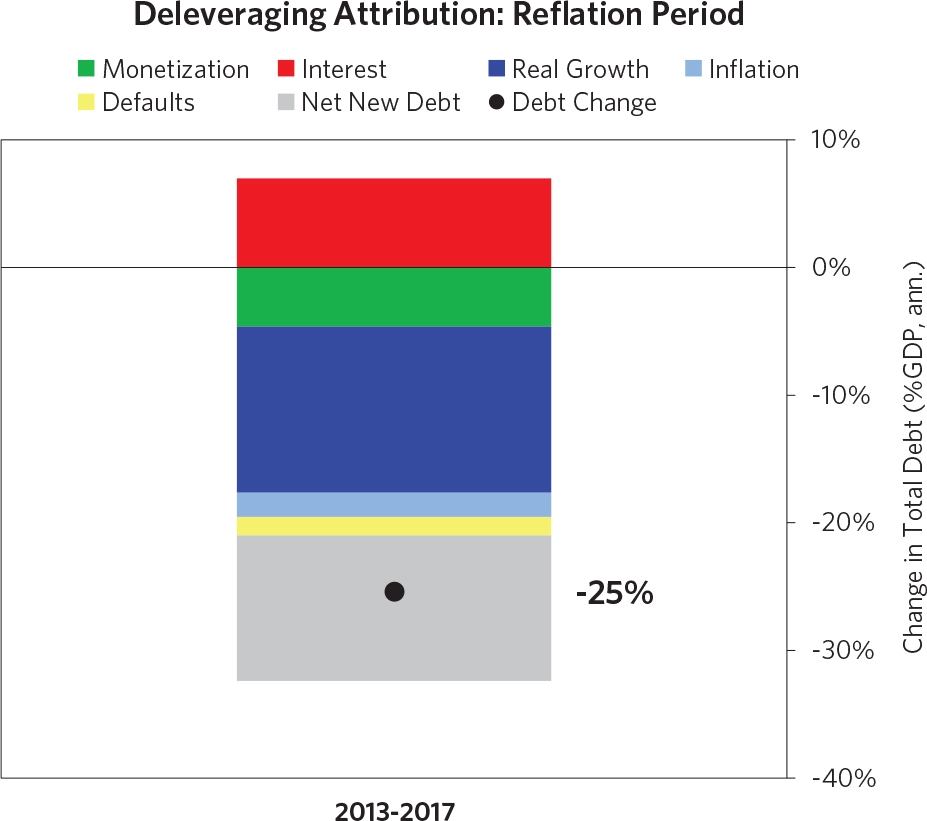 Deleveraging Attribution: Reflation Period
Monetization Interest Real Growth Inflation
Defaults Net New Debt Debt Change
10%
0%
-10%
-20%
-25%
-30%
-40%
Change in Total Debt (%GDP, ann.)
2013-2017